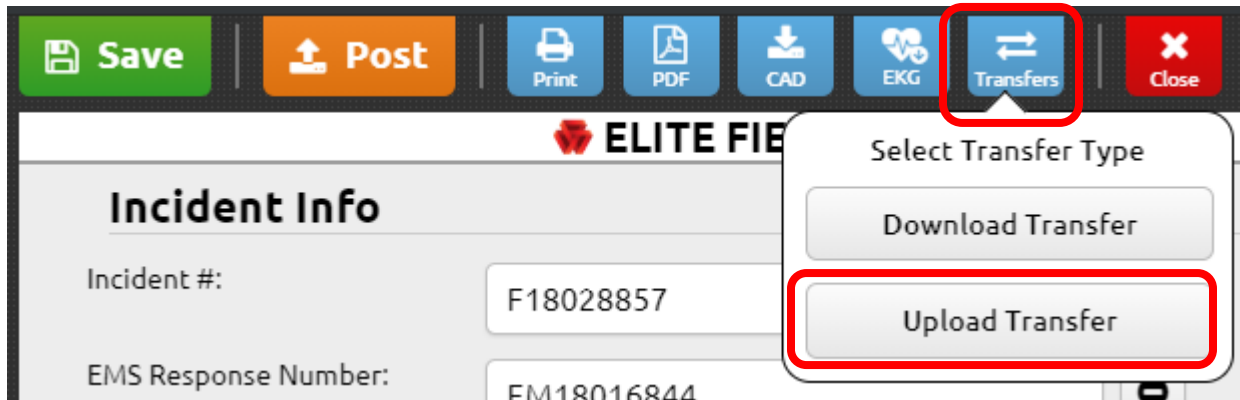 Save
Post
Print
PDF
CAD
EKG
Transfers
Close
ELITE FIE
Select Transfer Type
Download Transfer
Upload Transfer
Incident Info
Incident #:
F18028857
EMS Response Number:
EM18016844